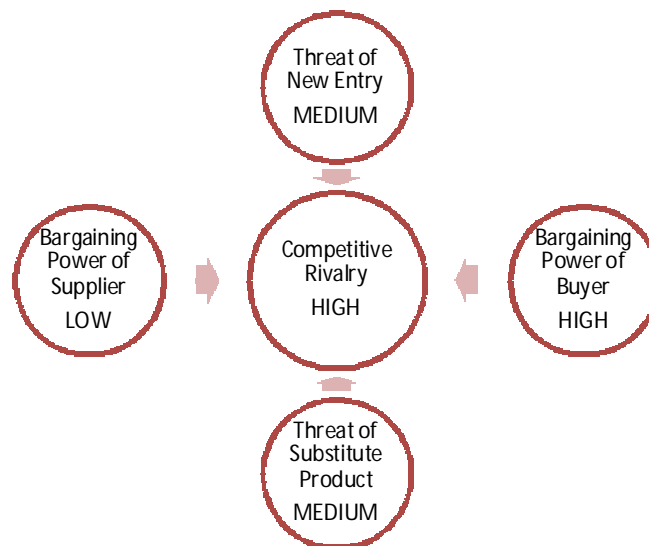 Threat of
New Entry
MEDIUM
Bargaining
Power of
Supplier
LOW
Competitive
Rivalry
HIGH
Bargaining
Power of
Buyer
HIGH
Threat of
Substitute
Product
MEDIUM